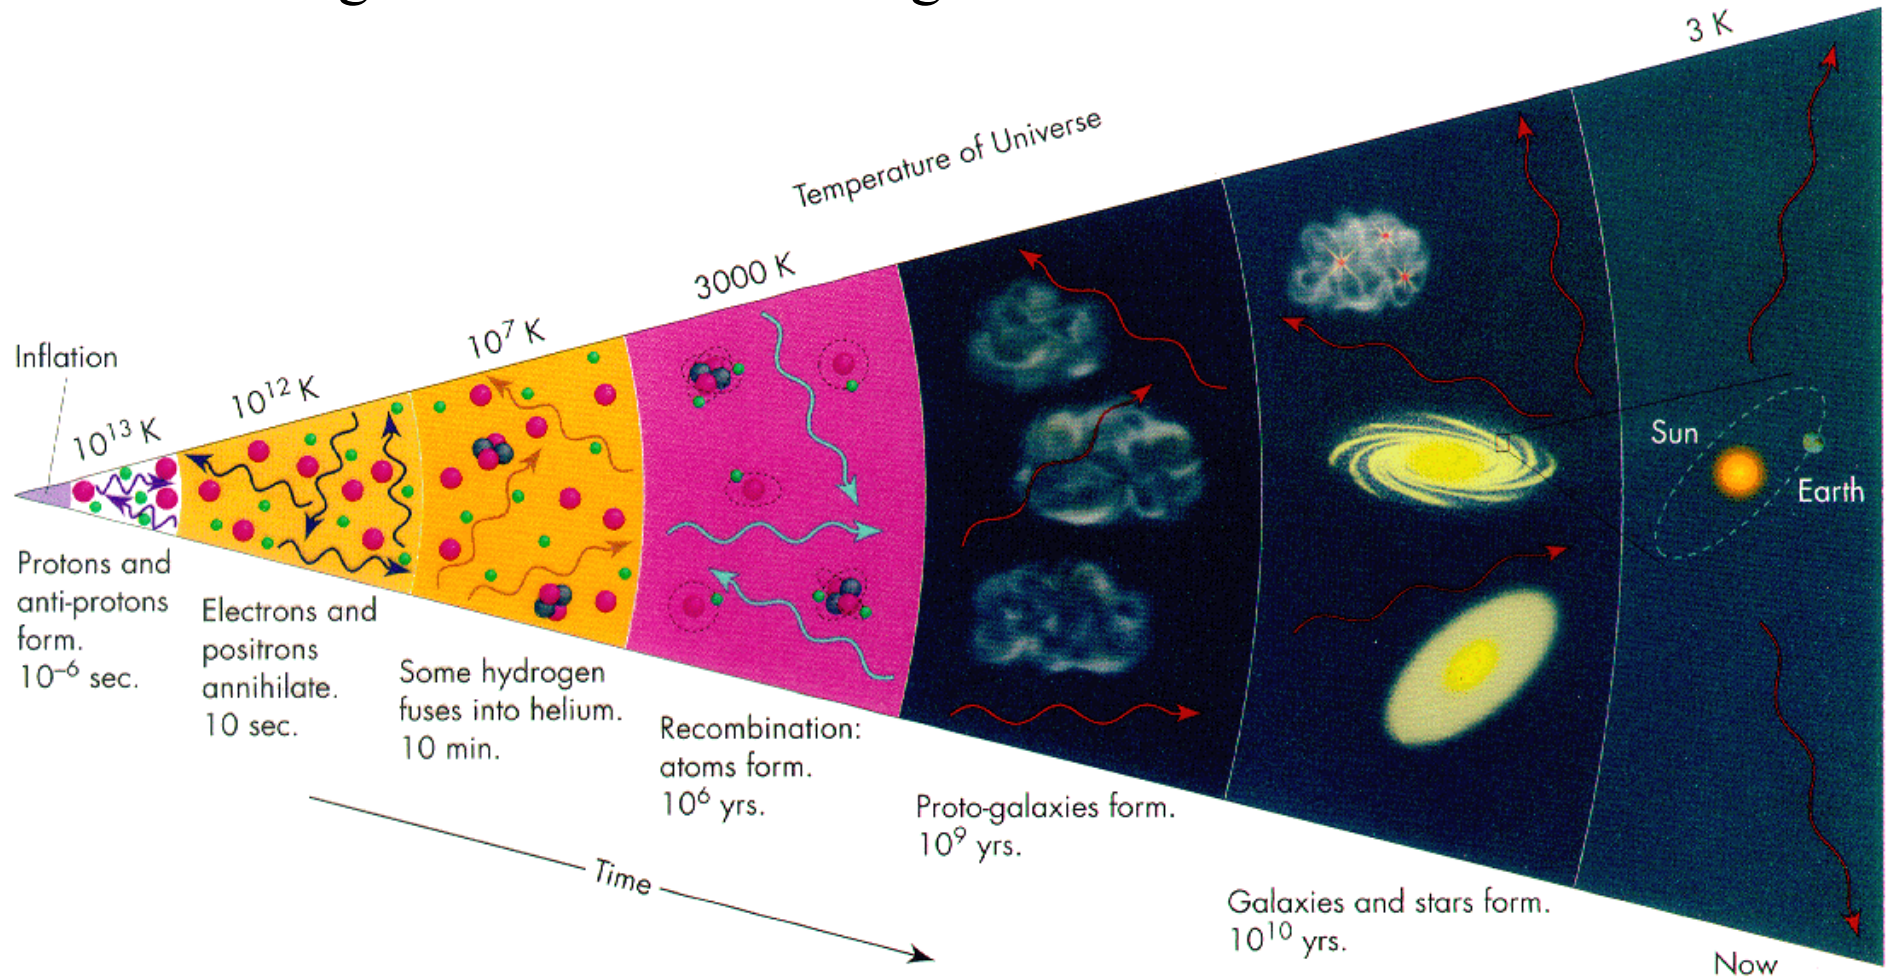 Temperature of Universe
Inflation
10¹³ K
10¹² K
10⁷ K
3000 K
3 K
Sun
Earth
Protons and
anti-protons
form.
10⁻⁶ sec.
Electrons and
positrons
annihilate.
10 sec.
Some hydrogen
fuses into helium.
10 min.
Recombination:
atoms form.
10⁶ yrs.
Proto-galaxies form.
10⁹ yrs.
Galaxies and stars form.
10¹⁰ yrs.
Now
Time